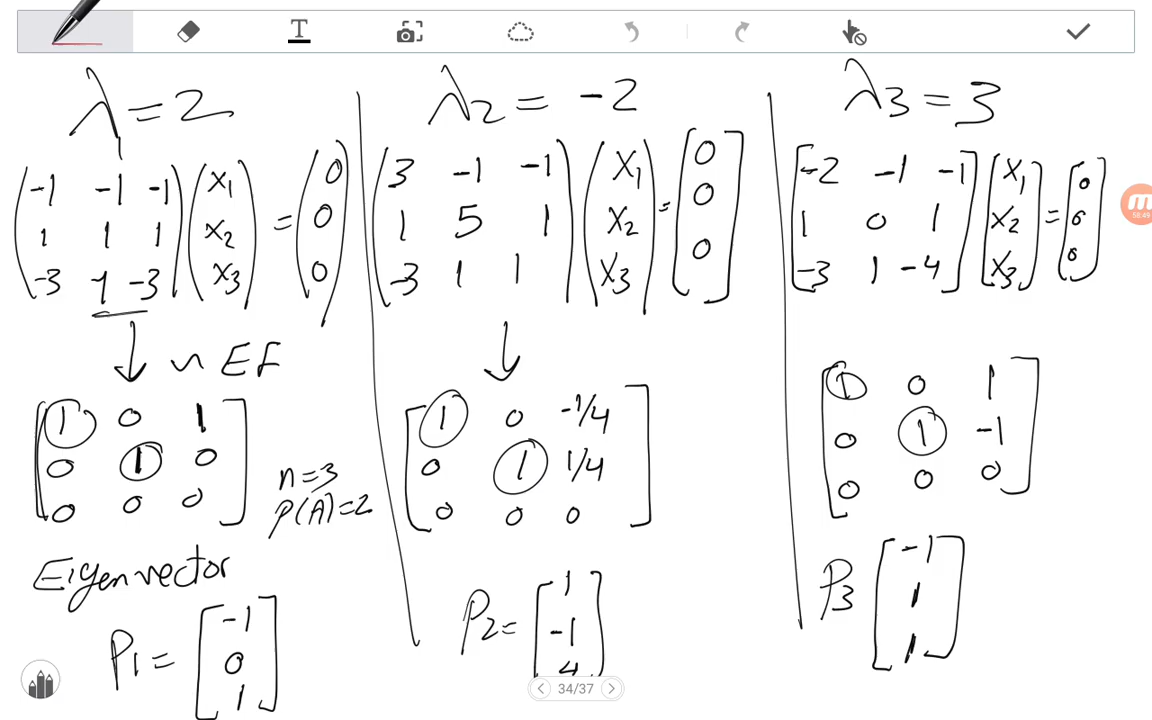 T
λ1 = 2
(-1 -1 -1) (x1) = (0)
(1 1 1) (x2) (0)
(-3 1 -3) (x3) (0)
~ EF
[1 0 1]
[0 1 0]
[0 0 0]
n=3
P(A)=2
Eigenvector
P1 = [-1]
[0]
[1]
λ2 = -2
(3 -1 -1) (x1) = [0]
(1 5 1) (x2) [0]
(-3 1 1) (x3) [0]
[1 0 -1/4]
[0 1 1/4]
[0 0 0]
P2 = [1]
[-1]
[4]
λ3 = 3
[-2 -1 -1] [x1] = [0]
[1 0 1] [x2] [0]
[-3 1 -4] [x3] [0]
[1 0 1]
[0 1 -1]
[0 0 0]
P3 [-1]
[1]
[1]
58:49
34/37